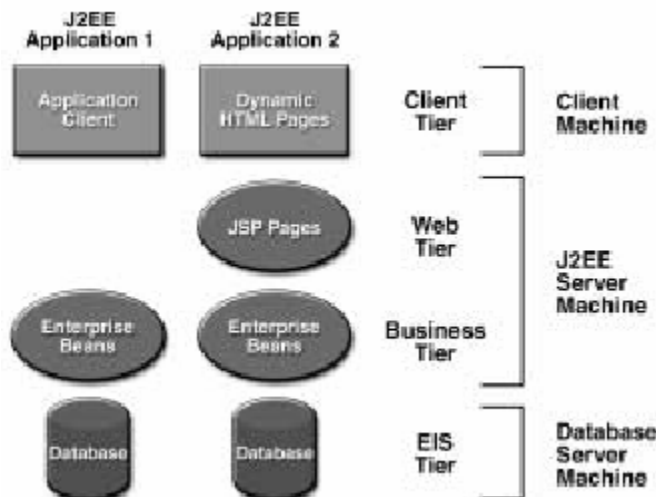 J2EE
Application 1
J2EE
Application 2
Application
Client
Dynamic
HTML Pages
Client
Tier
Client
Machine
JSP Pages
Web
Tier
J2EE
Server
Machine
Enterprise
Beans
Enterprise
Beans
Business
Tier
Database
Database
EIS
Tier
Database
Server
Machine